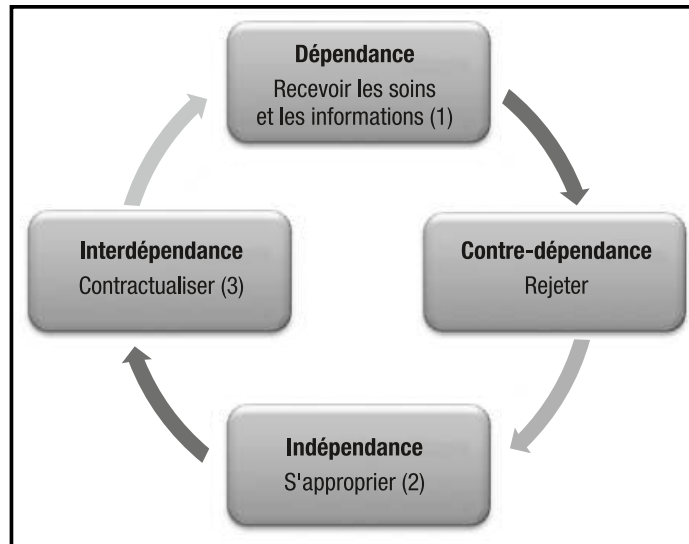 Dépendance
Recevoir les soins
et les informations (1)
Interdépendance
Contractualiser (3)
Contre-dépendance
Rejeter
Indépendance
S'approprier (2)